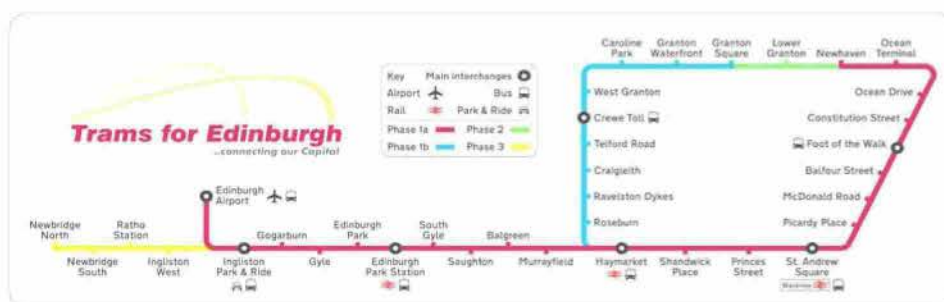 Trams for Edinburgh
...connecting our Capital
Key Main interchanges
Airport Bus
Rail Park & Ride
Phase 1a Phase 2
Phase 1b Phase 3
Caroline
Park
Granton
Waterfront
Granton
Square
Lower
Granton
Newhaven
Ocean
Terminal
West Granton
Crewe Toll
Telford Road
Craigleith
Ravelston Dykes
Roseburn
Ocean Drive
Constitution Street
Foot of the Walk
Balfour Street
McDonald Road
Picardy Place
Edinburgh
Airport
Newbridge
North
Ratho
Station
Gogarburn
Edinburgh
Park
South
Gyle
Balgreen
Newbridge
South
Ingliston
West
Ingliston
Park & Ride
Gyle
Edinburgh
Park Station
Saughton
Murrayfield
Haymarket
Shandwick
Place
Princes
Street
St. Andrew
Square
Waverley